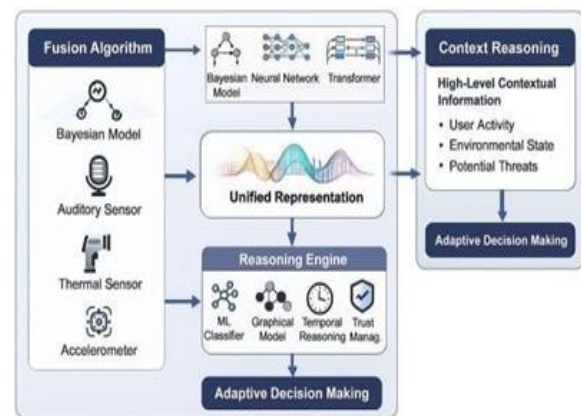 Fusion Algorithm
Bayesian Model
Auditory Sensor
Thermal Sensor
Accelerometer
Bayesian
Model
Neural Network
Transformer
Unified Representation
Reasoning Engine
ML
Classifier
Graphical
Model
Temporal
Reasoning
Trust
Manag.
Adaptive Decision Making
Context Reasoning
High-Level Contextual
Information
• User Activity
• Environmental State
• Potential Threats
Adaptive Decision Making